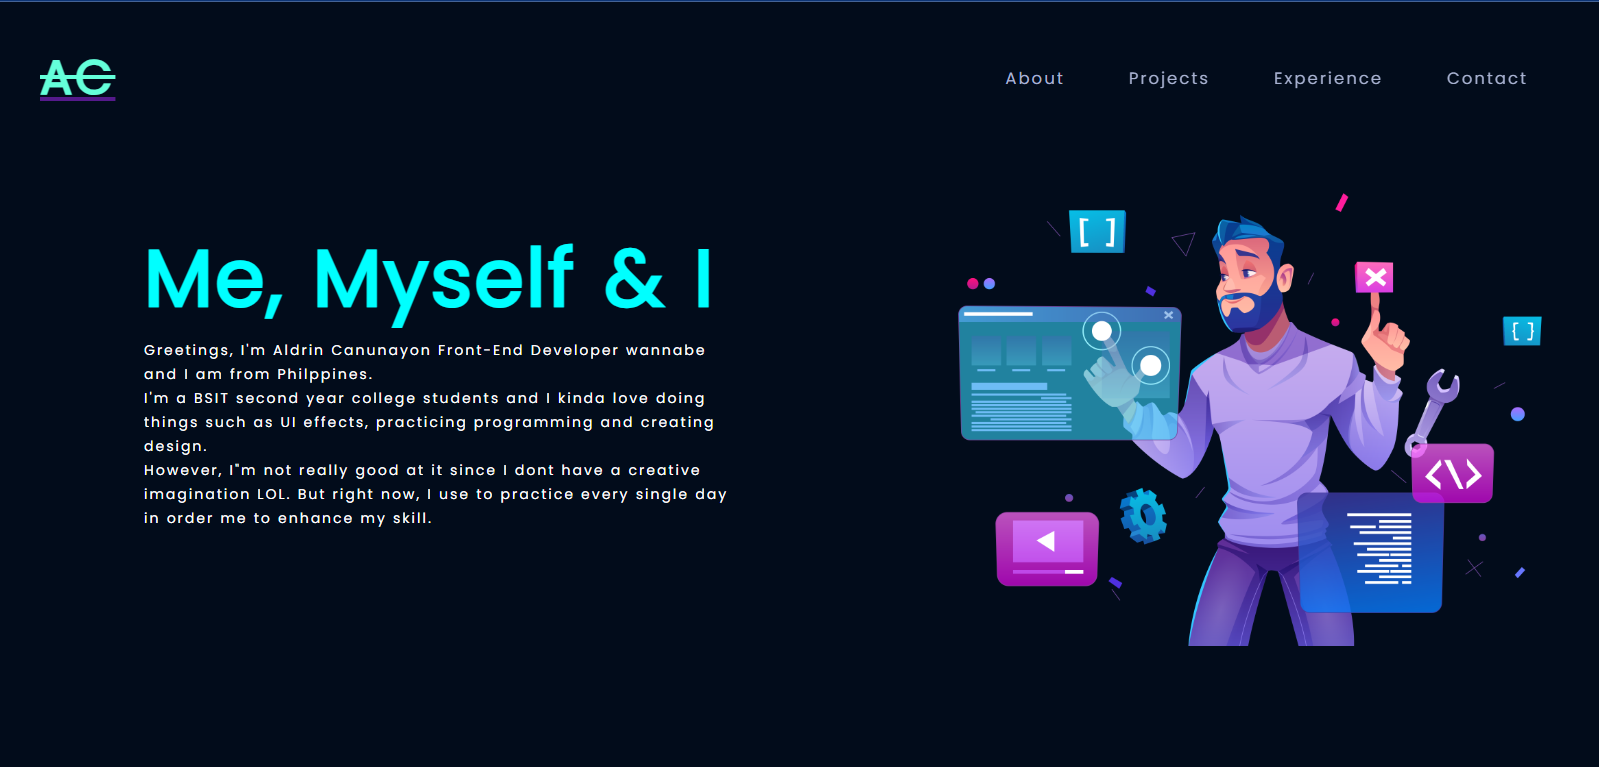 AC
About Projects Experience Contact
Me, Myself & I
Greetings, I'm Aldrin Canunayon Front-End Developer wannabe
and I am from Philppines.
I'm a BSIT second year college students and I kinda love doing
things such as UI effects, practicing programming and creating
design.
However, I"m not really good at it since I dont have a creative
imagination LOL. But right now, I use to practice every single day
in order me to enhance my skill.
[ ]
{ }
<\>